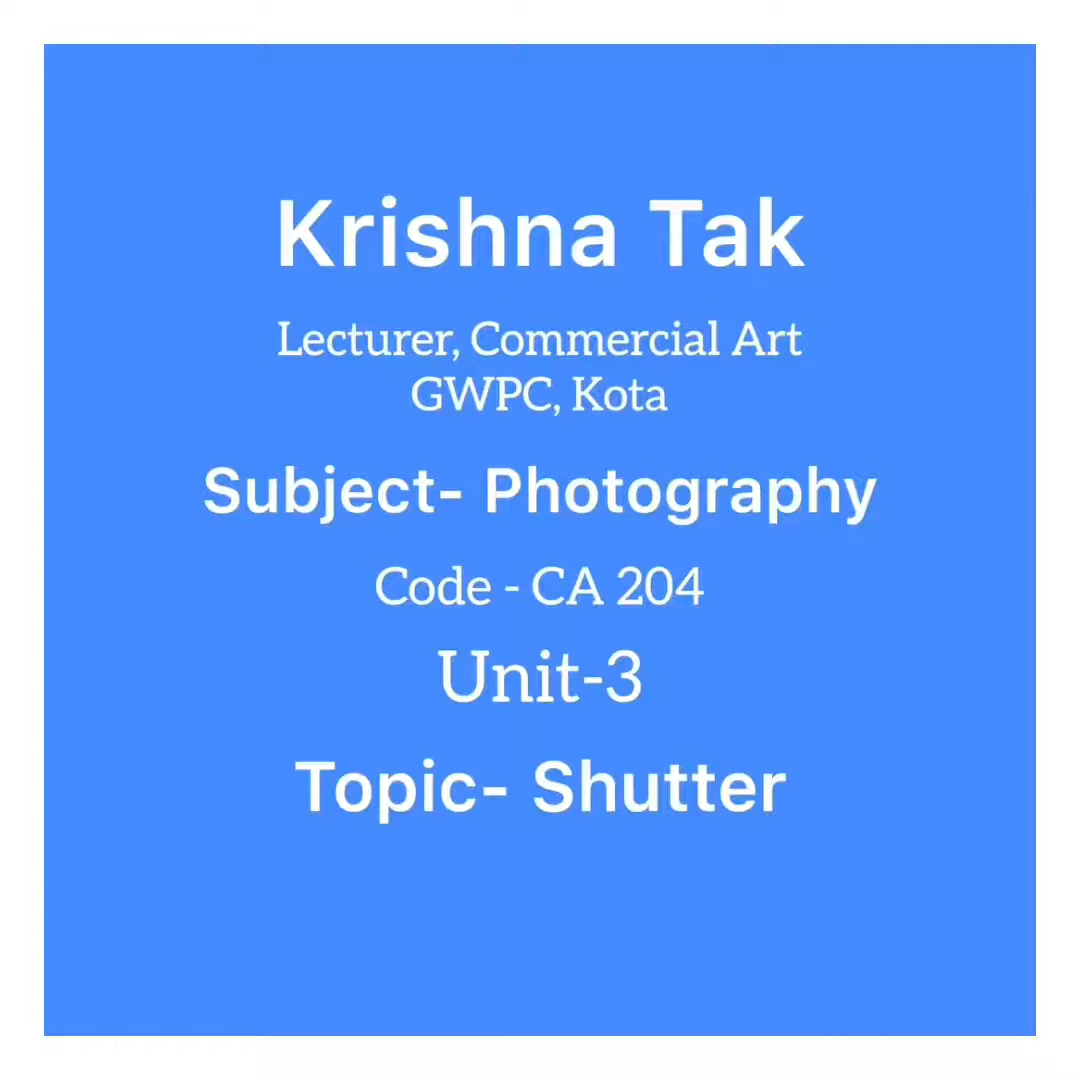 Krishna Tak
Lecturer, Commercial Art
GWPC, Kota
Subject- Photography
Code - CA 204
Unit-3
Topic- Shutter